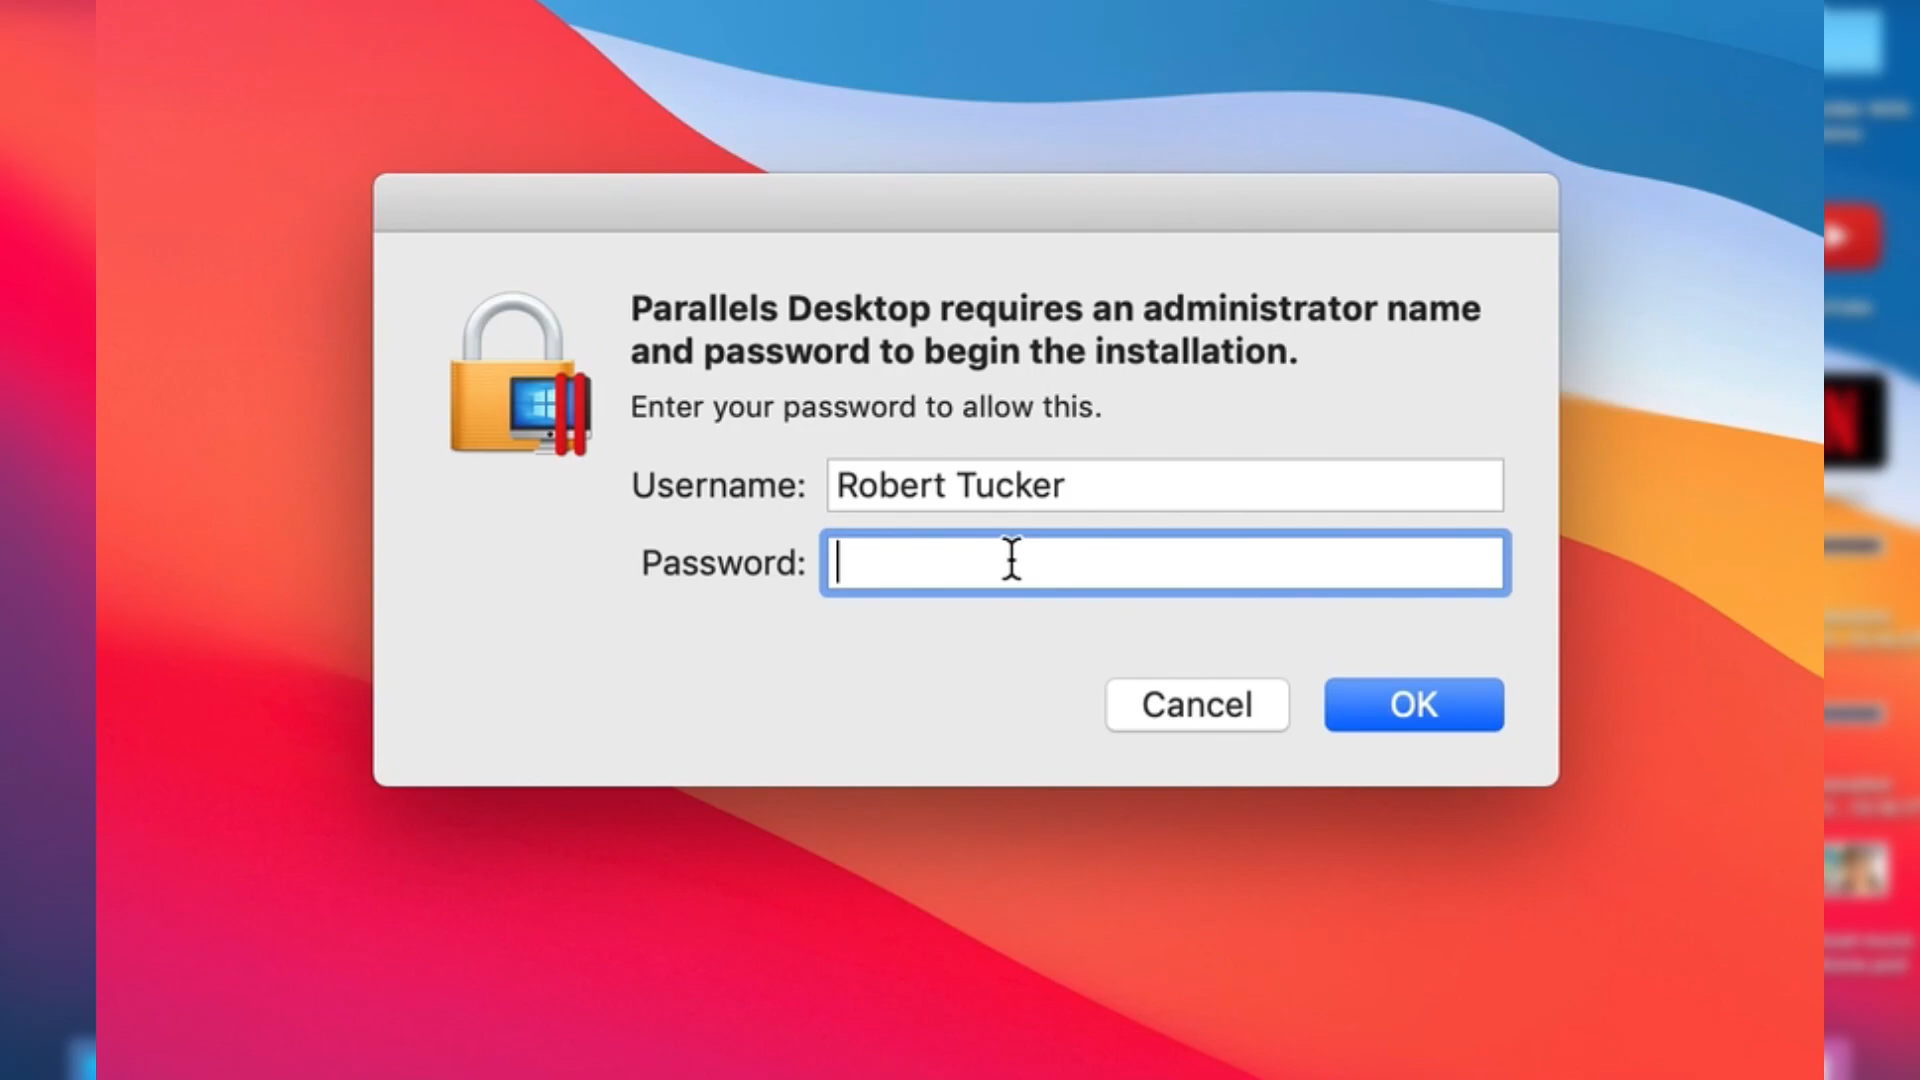 Parallels Desktop requires an administrator name
and password to begin the installation.
Enter your password to allow this.
Username: Robert Tucker
Password:
Cancel OK